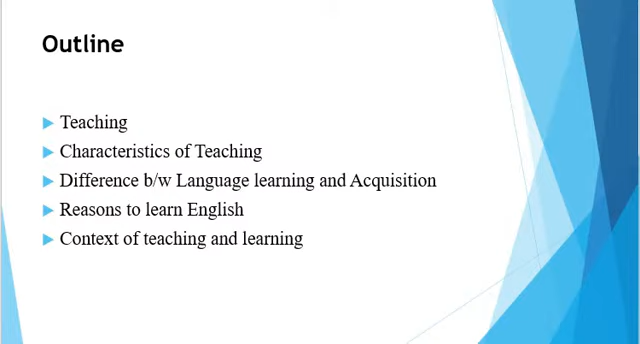 Outline
Teaching
Characteristics of Teaching
Difference b/w Language learning and Acquisition
Reasons to learn English
Context of teaching and learning